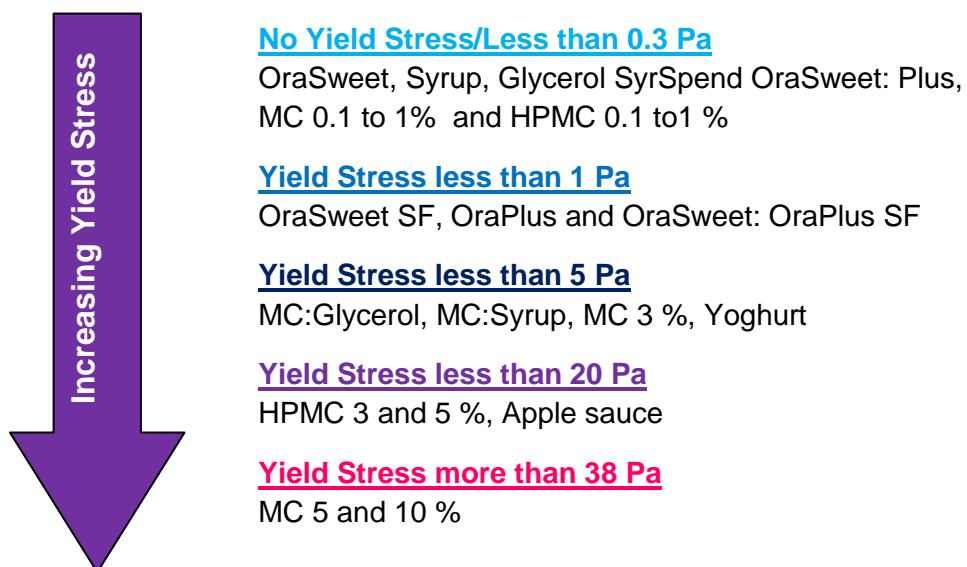 Increasing Yield Stress
No Yield Stress/Less than 0.3 Pa
OraSweet, Syrup, Glycerol SyrSpend OraSweet: Plus,
MC 0.1 to 1% and HPMC 0.1 to1 %
Yield Stress less than 1 Pa
OraSweet SF, OraPlus and OraSweet: OraPlus SF
Yield Stress less than 5 Pa
MC:Glycerol, MC:Syrup, MC 3 %, Yoghurt
Yield Stress less than 20 Pa
HPMC 3 and 5 %, Apple sauce
Yield Stress more than 38 Pa
MC 5 and 10 %